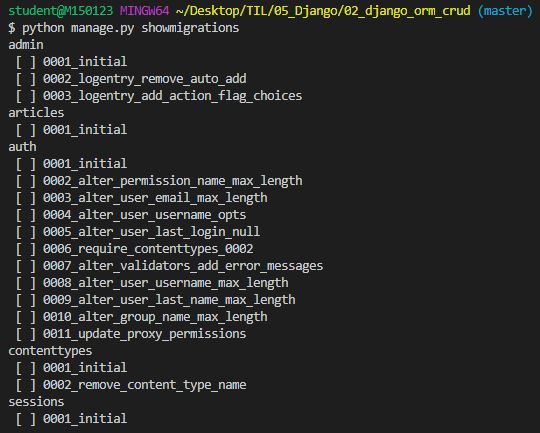 student@M150123 MINGW64 ~/Desktop/TIL/05_Django/02_django_orm_crud (master)
$ python manage.py showmigrations
admin
 [ ] 0001_initial
 [ ] 0002_logentry_remove_auto_add
 [ ] 0003_logentry_add_action_flag_choices
articles
 [ ] 0001_initial
auth
 [ ] 0001_initial
 [ ] 0002_alter_permission_name_max_length
 [ ] 0003_alter_user_email_max_length
 [ ] 0004_alter_user_username_opts
 [ ] 0005_alter_user_last_login_null
 [ ] 0006_require_contenttypes_0002
 [ ] 0007_alter_validators_add_error_messages
 [ ] 0008_alter_user_username_max_length
 [ ] 0009_alter_user_last_name_max_length
 [ ] 0010_alter_group_name_max_length
 [ ] 0011_update_proxy_permissions
contenttypes
 [ ] 0001_initial
 [ ] 0002_remove_content_type_name
sessions
 [ ] 0001_initial